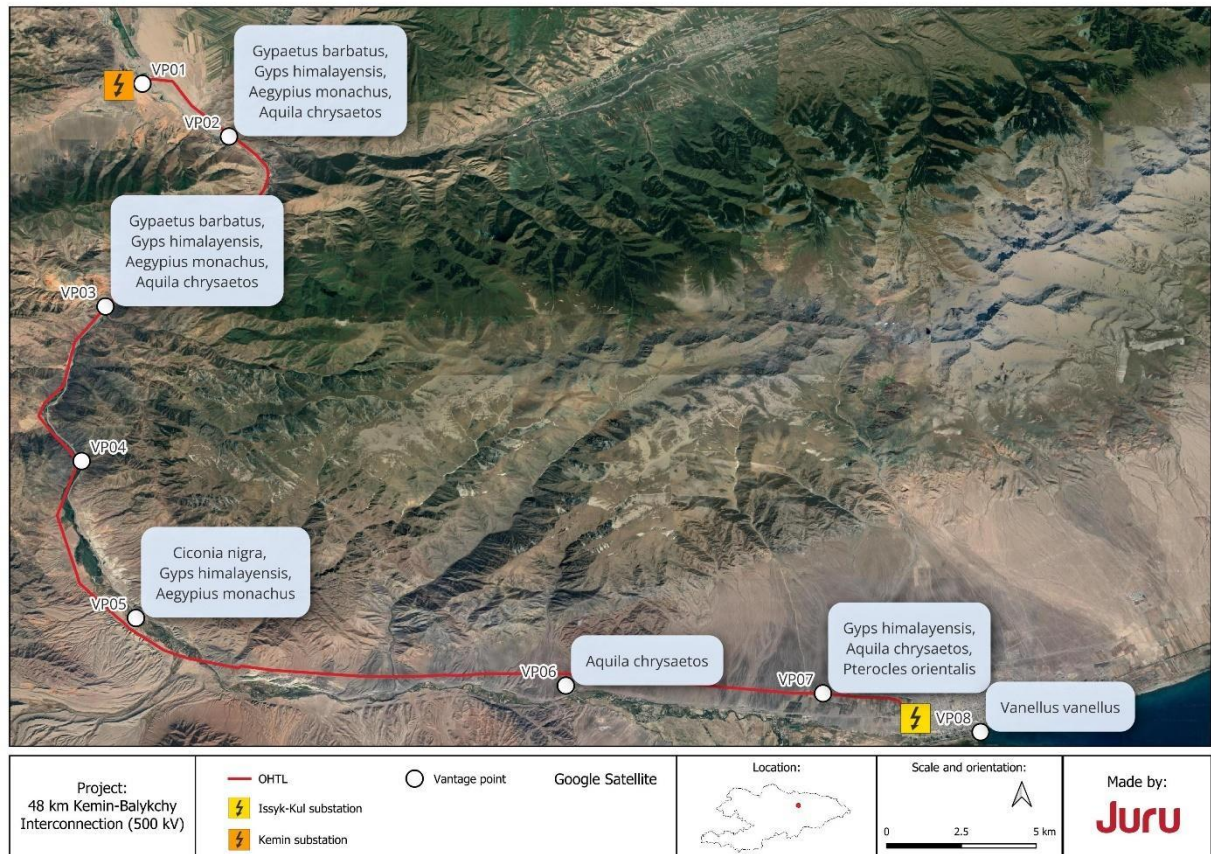 VP01
Gypaetus barbatus,
Gyps himalayensis,
Aegypius monachus,
Aquila chrysaetos
VP02
Gypaetus barbatus,
Gyps himalayensis,
Aegypius monachus,
Aquila chrysaetos
VP03
VP04
Ciconia nigra,
Gyps himalayensis,
Aegypius monachus
VP05
Aquila chrysaetos
VP06
Gyps himalayensis,
Aquila chrysaetos,
Pterocles orientalis
VP07
VP08
Vanellus vanellus
Project:
48 km Kemin-Balykchy
Interconnection (500 kV)
OHTL
Vantage point
Google Satellite
Issyk-Kul substation
Kemin substation
Location:
Scale and orientation:
0 2.5 5 km
Made by:
Juru